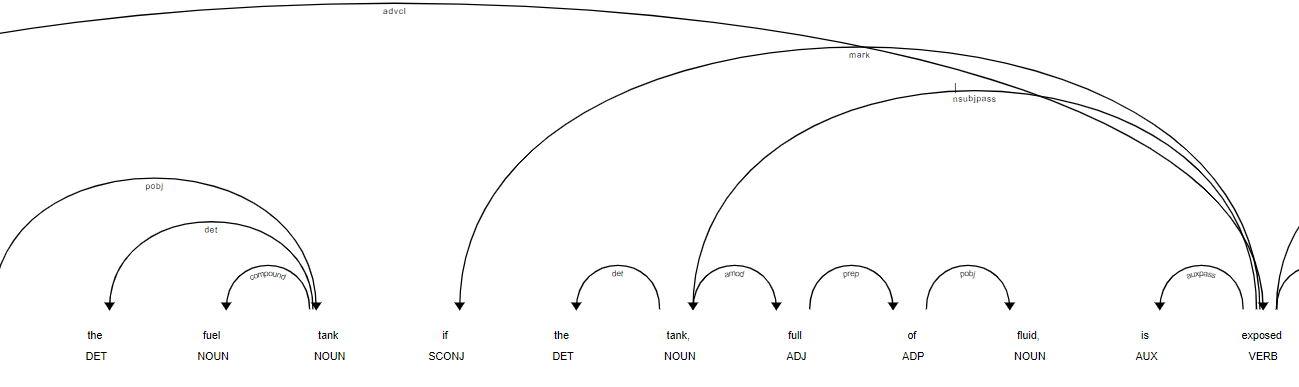 advcl
mark
nsubjpass
pobj
det
compound det amod prep pobj auxpass
the fuel tank if the tank, full of fluid, is exposed
DET NOUN NOUN SCONJ DET NOUN ADJ ADP NOUN AUX VERB